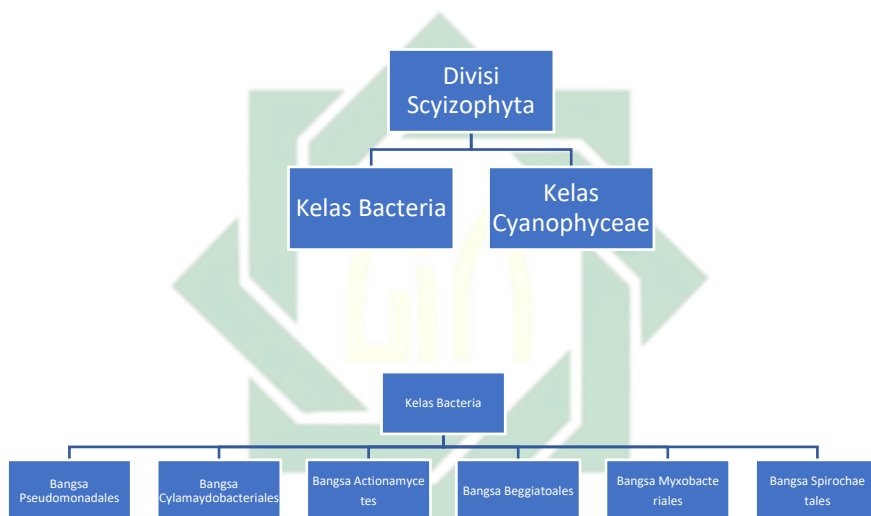 Divisi
Scyizophyta
Kelas Bacteria
Kelas
Cyanophyceae
Kelas Bacteria
Bangsa
Pseudomonadales
Bangsa
Cylamaydobacteriales
Bangsa Actionamyce
tes
Bangsa Beggiatoales
Bangsa Myxobacte
riales
Bangsa Spirochae
tales